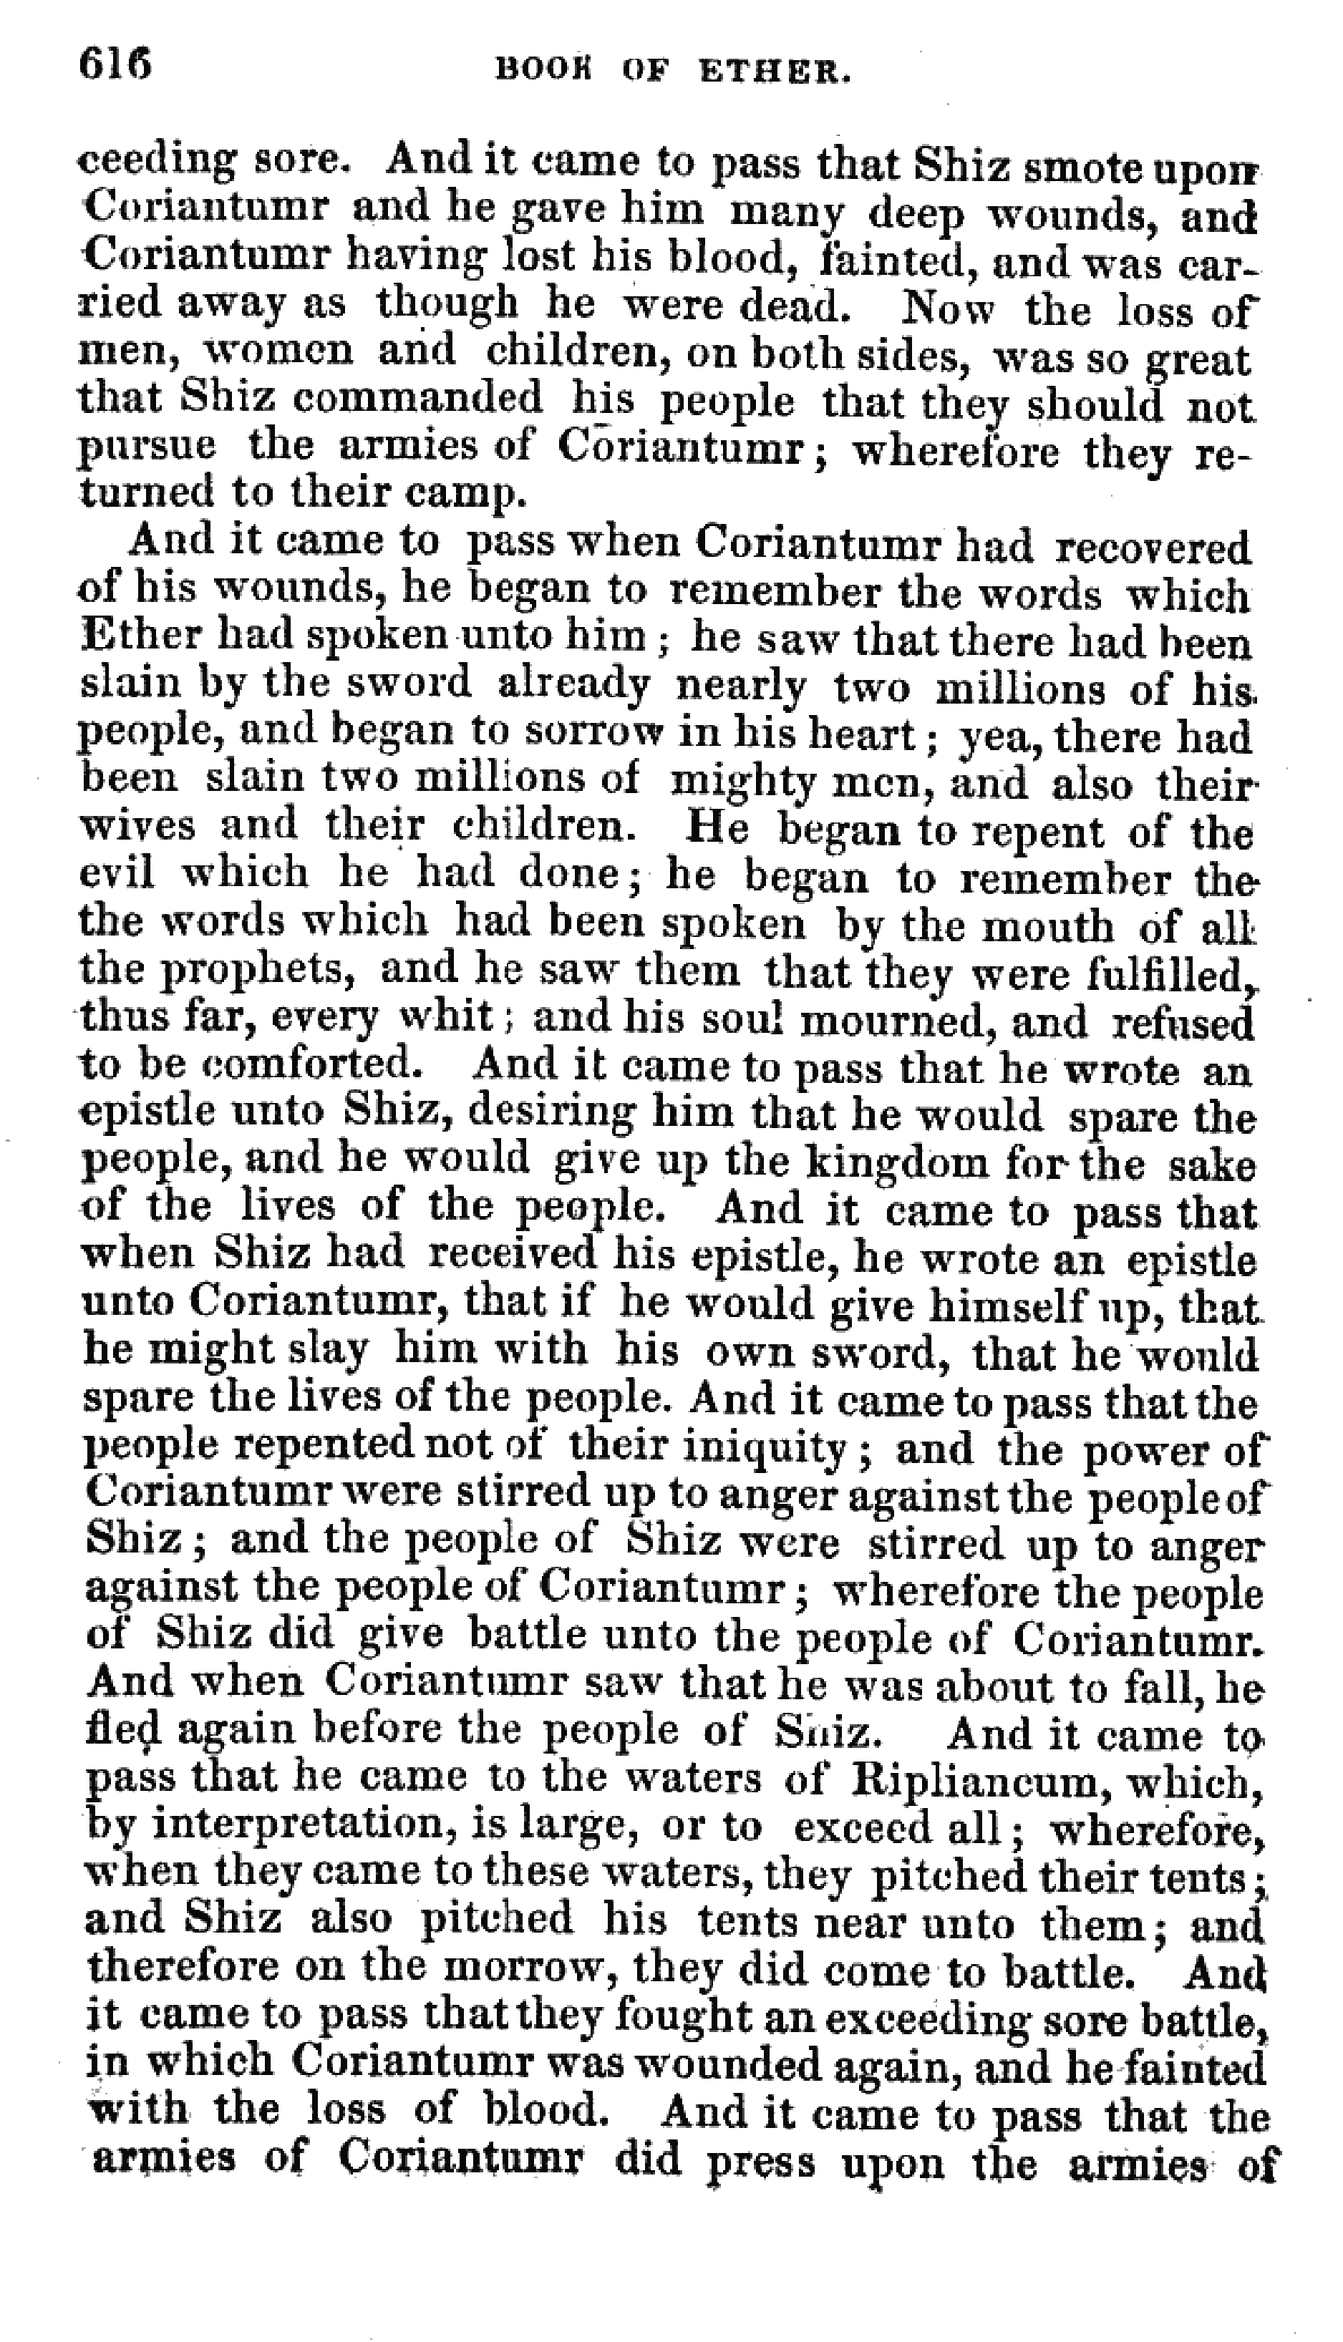 616 BOOK OF ETHER.
ceeding sore. And it came to pass that Shiz smote upon
Coriantumr and he gave him many deep wounds, and
Coriantumr having lost his blood, fainted, and was car-
ried away as though he were dead. Now the loss of
men, women and children, on both sides, was so great
that Shiz commanded his people that they should not
pursue the armies of Coriantumr; wherefore they re-
turned to their camp.
And it came to pass when Coriantumr had recovered
of his wounds, he began to remember the words which
Ether had spoken unto him; he saw that there had been
slain by the sword already nearly two millions of his
people, and began to sorrow in his heart; yea, there had
been slain two millions of mighty men, and also their
wives and their children. He began to repent of the
evil which he had done; he began to remember the
the words which had been spoken by the mouth of all
the prophets, and he saw them that they were fulfilled,
thus far, every whit; and his soul mourned, and refused
to be comforted. And it came to pass that he wrote an
epistle unto Shiz, desiring him that he would spare the
people, and he would give up the kingdom for the sake
of the lives of the people. And it came to pass that
when Shiz had received his epistle, he wrote an epistle
unto Coriantumr, that if he would give himself up, that
he might slay him with his own sword, that he would
spare the lives of the people. And it came to pass that the
people repented not of their iniquity; and the power of
Coriantumr were stirred up to anger against the people of
Shiz; and the people of Shiz were stirred up to anger
against the people of Coriantumr; wherefore the people
of Shiz did give battle unto the people of Coriantumr.
And when Coriantumr saw that he was about to fall, he
fled again before the people of Shiz. And it came to
pass that he came to the waters of Ripliancum, which,
by interpretation, is large, or to exceed all; wherefore,
when they came to these waters, they pitched their tents;
and Shiz also pitched his tents near unto them; and
therefore on the morrow, they did come to battle. And
it came to pass that they fought an exceeding sore battle,
in which Coriantumr was wounded again, and he fainted
with the loss of blood. And it came to pass that the
armies of Coriantumr did press upon the armies of